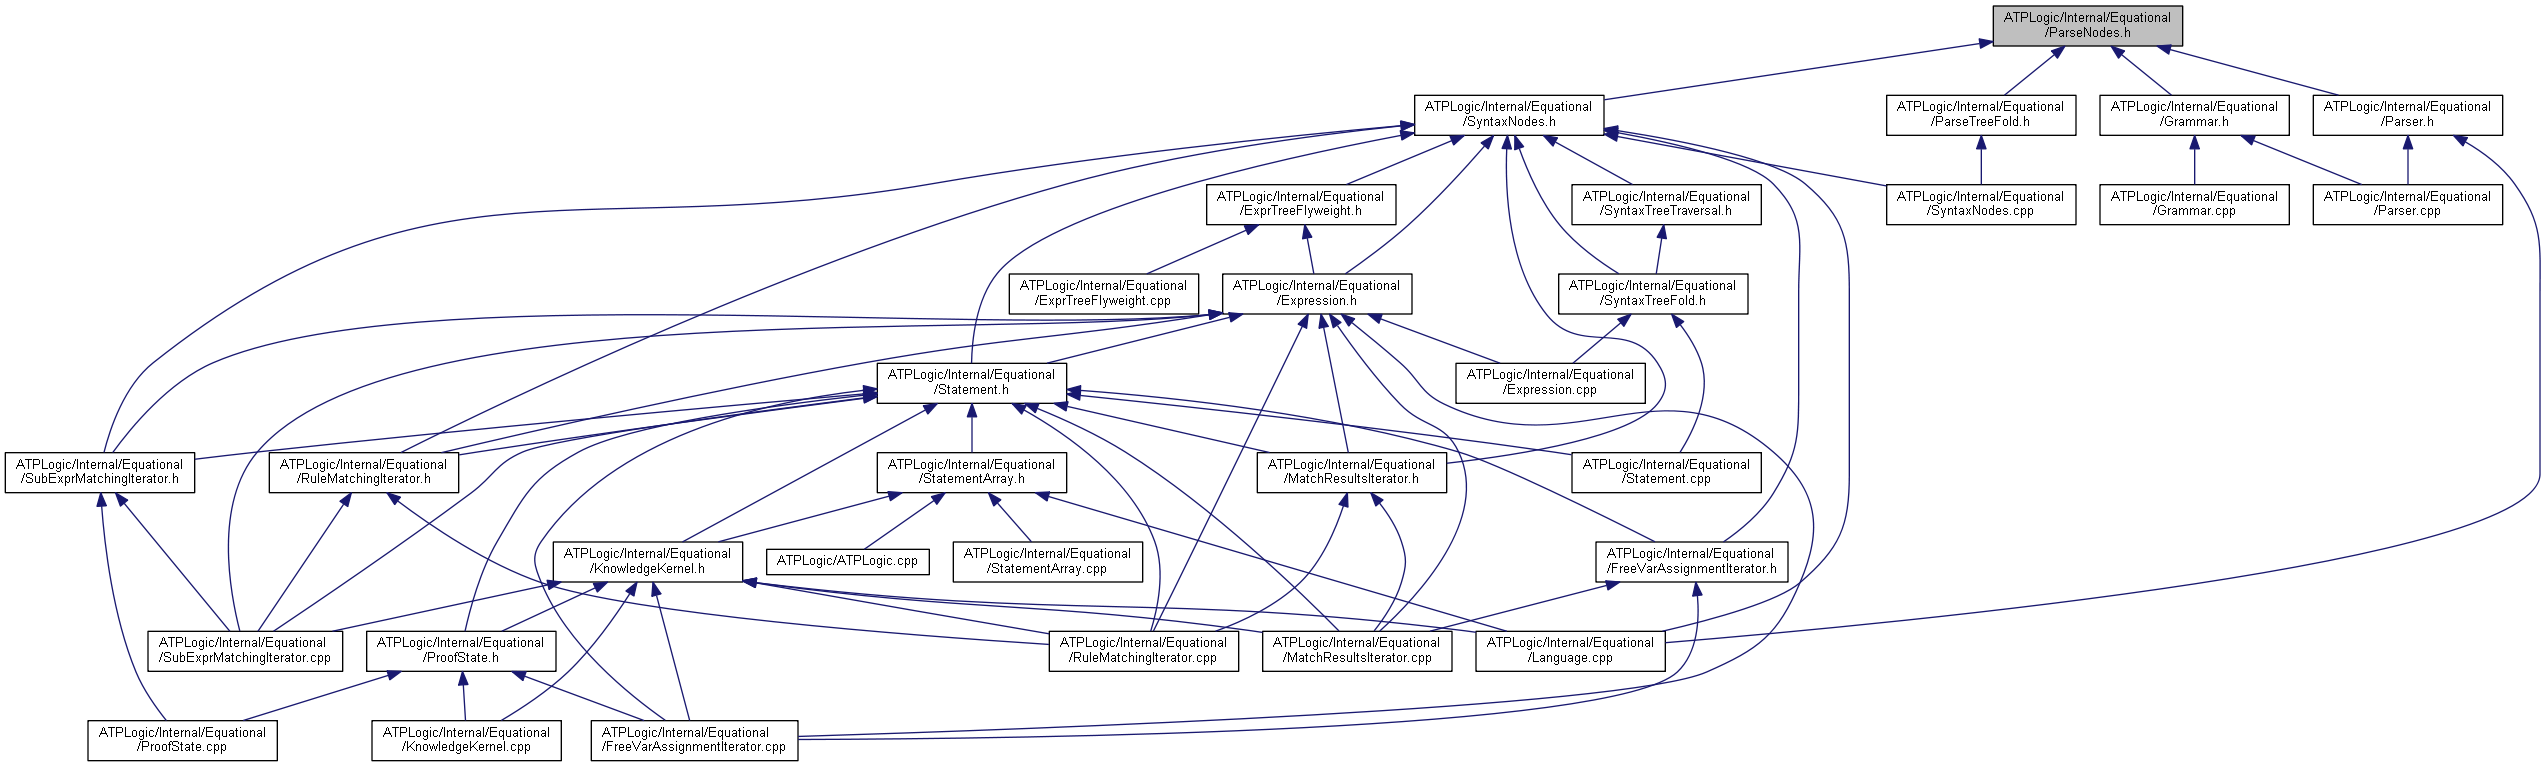 ATPLogic/Internal/Equational
/ParseNodes.h
ATPLogic/Internal/Equational
/SyntaxNodes.h
ATPLogic/Internal/Equational
/ParseTreeFold.h
ATPLogic/Internal/Equational
/Grammar.h
ATPLogic/Internal/Equational
/Parser.h
ATPLogic/Internal/Equational
/ExprTreeFlyweight.h
ATPLogic/Internal/Equational
/SyntaxTreeTraversal.h
ATPLogic/Internal/Equational
/SyntaxNodes.cpp
ATPLogic/Internal/Equational
/Grammar.cpp
ATPLogic/Internal/Equational
/Parser.cpp
ATPLogic/Internal/Equational
/ExprTreeFlyweight.cpp
ATPLogic/Internal/Equational
/Expression.h
ATPLogic/Internal/Equational
/SyntaxTreeFold.h
ATPLogic/Internal/Equational
/Statement.h
ATPLogic/Internal/Equational
/Expression.cpp
ATPLogic/Internal/Equational
/SubExprMatchingIterator.h
ATPLogic/Internal/Equational
/RuleMatchingIterator.h
ATPLogic/Internal/Equational
/StatementArray.h
ATPLogic/Internal/Equational
/MatchResultsIterator.h
ATPLogic/Internal/Equational
/Statement.cpp
ATPLogic/Internal/Equational
/KnowledgeKernel.h
ATPLogic/ATPLogic.cpp
ATPLogic/Internal/Equational
/StatementArray.cpp
ATPLogic/Internal/Equational
/FreeVarAssignmentIterator.h
ATPLogic/Internal/Equational
/SubExprMatchingIterator.cpp
ATPLogic/Internal/Equational
/ProofState.h
ATPLogic/Internal/Equational
/RuleMatchingIterator.cpp
ATPLogic/Internal/Equational
/MatchResultsIterator.cpp
ATPLogic/Internal/Equational
/Language.cpp
ATPLogic/Internal/Equational
/ProofState.cpp
ATPLogic/Internal/Equational
/KnowledgeKernel.cpp
ATPLogic/Internal/Equational
/FreeVarAssignmentIterator.cpp